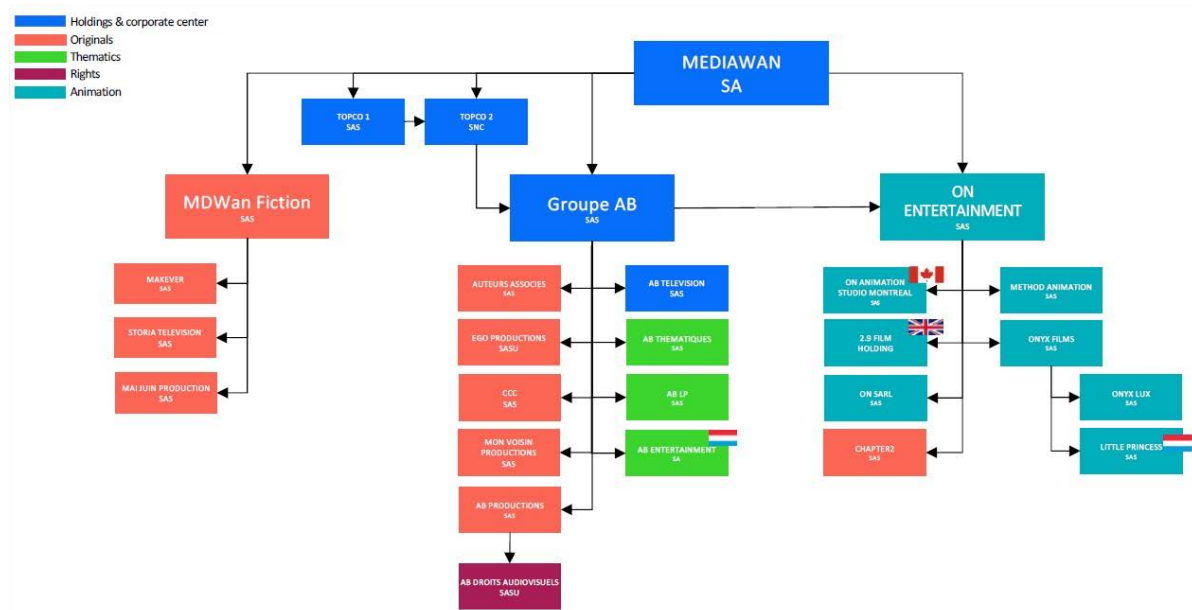 Holdings & corporate center
Originals
Thematics
Rights
Animation
MEDIAWAN
SA
TOPCO 1
SAS
TOPCO 2
SNC
MDWan Fiction
SAS
Groupe AB
SAS
ON
ENTERTAINMENT
SAS
MAKEVER
SAS
STORIA TELEVISION
SAS
MAI JUIN PRODUCTION
SAS
AUTEURS ASSOCIES
SAS
AB TELEVISION
SAS
EGO PRODUCTIONS
SASU
AB THEMATIQUES
SAS
CCC
SAS
AB LP
SAS
MON VOISIN
PRODUCTIONS
SAS
AB ENTERTAINMENT
SA
AB PRODUCTIONS
SAS
AB DROITS AUDIOVISUELS
SASU
ON ANIMATION
STUDIO MONTREAL
SAS
METHOD ANIMATION
SAS
2.9 FILM
HOLDING
ONYX FILMS
SAS
ON SARL
SAS
ONYX LUX
SAS
CHAPTER2
SAS
LITTLE PRINCESS
SAS